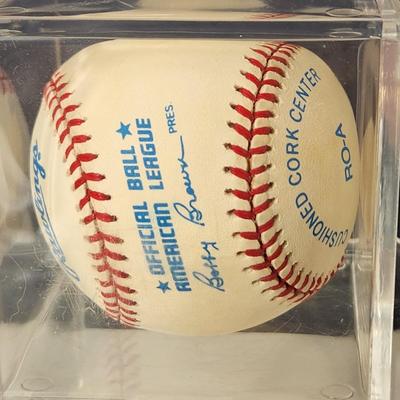 Rawlings
★ OFFICIAL BALL ★
AMERICAN LEAGUE
Bobby Brown PRES
CUSHIONED CORK CENTER
RO-A